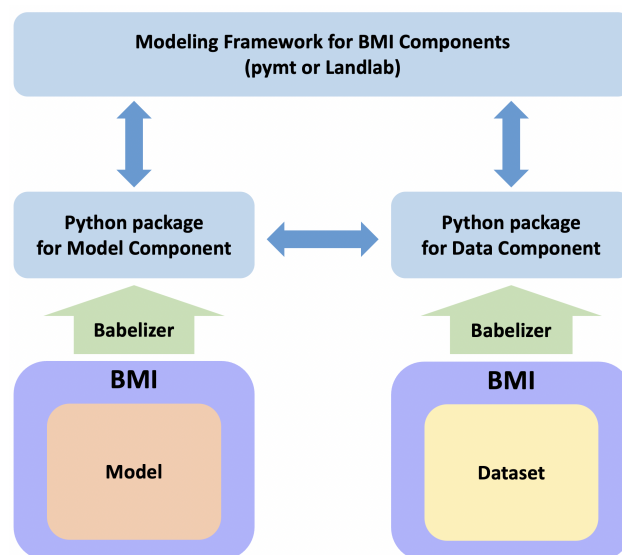 Modeling Framework for BMI Components
(pymt or Landlab)
Python package
for Model Component
Python package
for Data Component
Babelizer
Babelizer
BMI
BMI
Model
Dataset